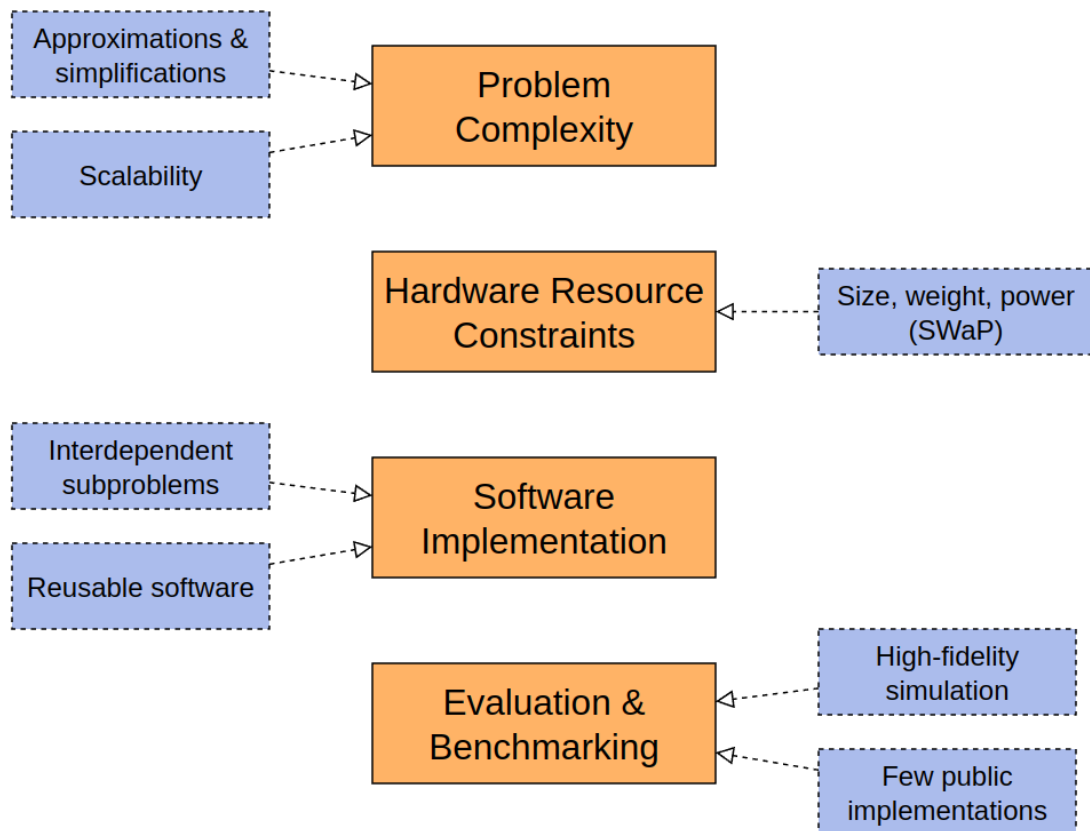 Approximations &
simplifications
Problem
Complexity
Scalability
Hardware Resource
Constraints
Size, weight, power
(SWaP)
Interdependent
subproblems
Software
Implementation
Reusable software
High-fidelity
simulation
Evaluation &
Benchmarking
Few public
implementations